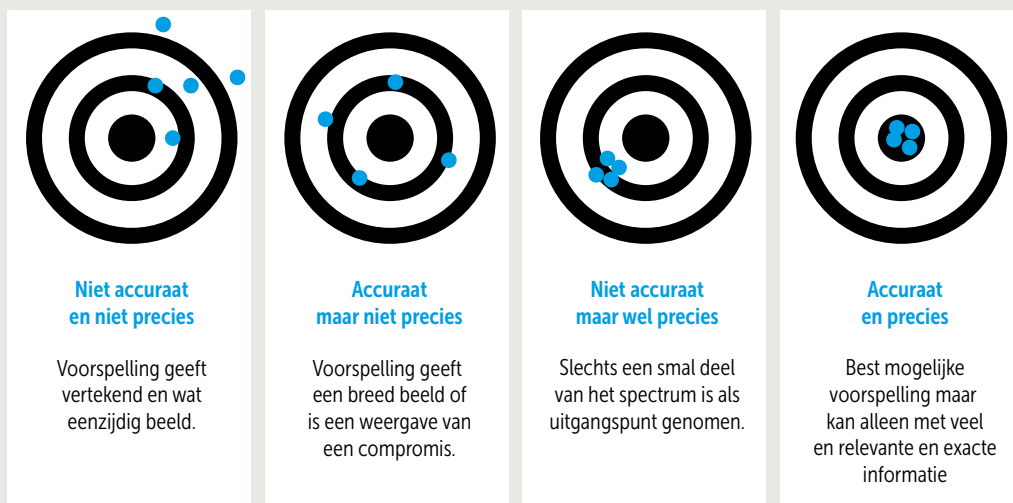 Niet accuraat
en niet precies
Voorspelling geeft
vertekend en wat
eenzijdig beeld.
Accuraat
maar niet precies
Voorspelling geeft
een breed beeld of
is een weergave van
een compromis.
Niet accuraat
maar wel precies
Slechts een smal deel
van het spectrum is als
uitgangspunt genomen.
Accuraat
en precies
Best mogelijke
voorspelling maar
kan alleen met veel
en relevante en exacte
informatie